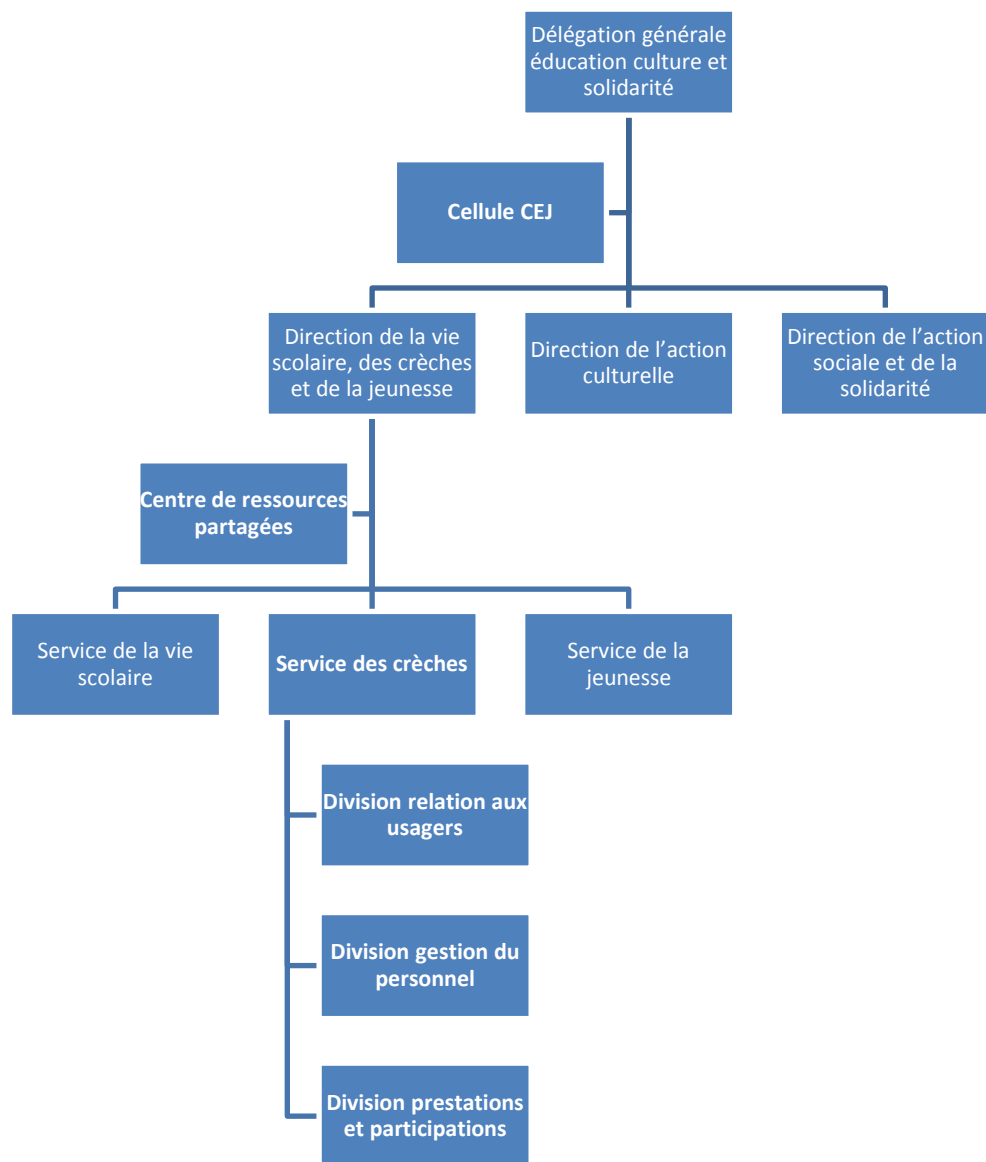 Délégation générale
éducation culture et
solidarité
Cellule CEJ
Direction de la vie
scolaire, des crèches
et de la jeunesse
Direction de l’action
culturelle
Direction de l’action
sociale et de la
solidarité
Centre de ressources
partagées
Service de la vie
scolaire
Service des crèches
Service de la
jeunesse
Division relation aux
usagers
Division gestion du
personnel
Division prestations
et participations